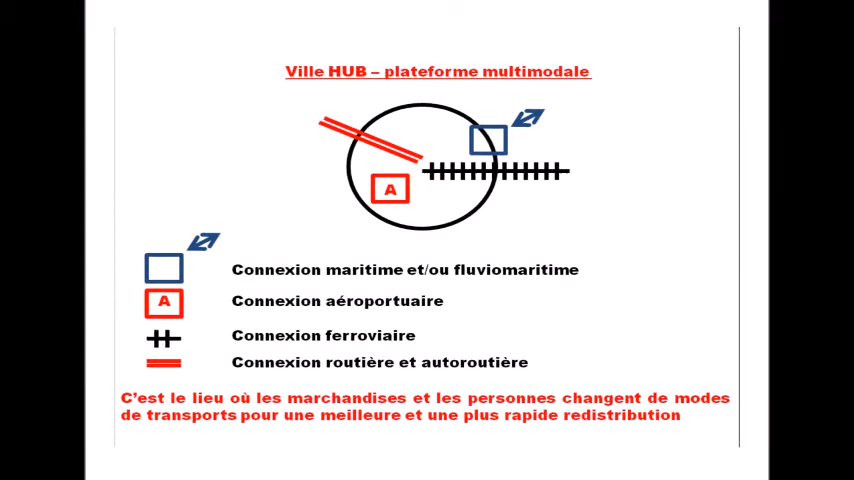 Ville HUB – plateforme multimodale
A
Connexion maritime et/ou fluviomaritime
A
Connexion aéroportuaire
Connexion ferroviaire
Connexion routière et autoroutière
C'est le lieu où les marchandises et les personnes changent de modes
de transports pour une meilleure et une plus rapide redistribution